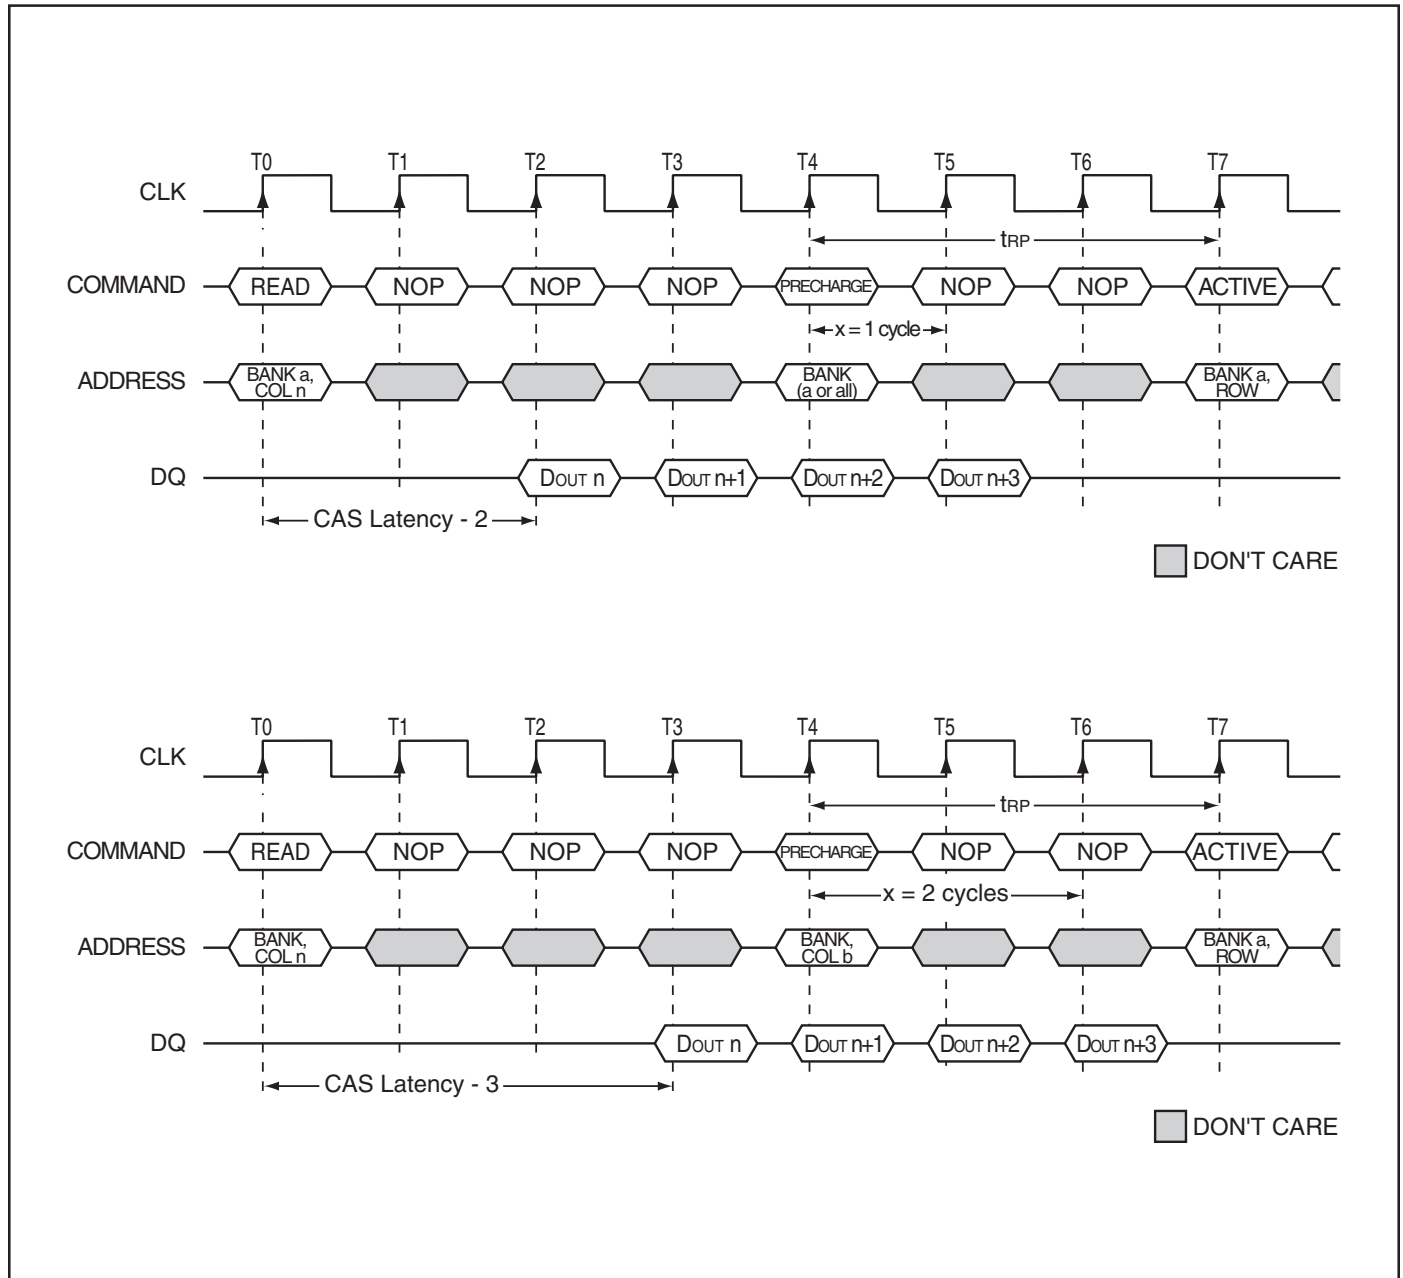 T0 T1 T2 T3 T4 T5 T6 T7
CLK
tRP
COMMAND READ NOP NOP NOP PRECHARGE NOP NOP ACTIVE
x = 1 cycle
ADDRESS BANK a, COL n BANK (a or all) BANK a, ROW
DQ DOUT n DOUT n+1 DOUT n+2 DOUT n+3
CAS Latency - 2
DON'T CARE
T0 T1 T2 T3 T4 T5 T6 T7
CLK
tRP
COMMAND READ NOP NOP NOP PRECHARGE NOP NOP ACTIVE
x = 2 cycles
ADDRESS BANK, COL n BANK, COL b BANK a, ROW
DQ DOUT n DOUT n+1 DOUT n+2 DOUT n+3
CAS Latency - 3
DON'T CARE